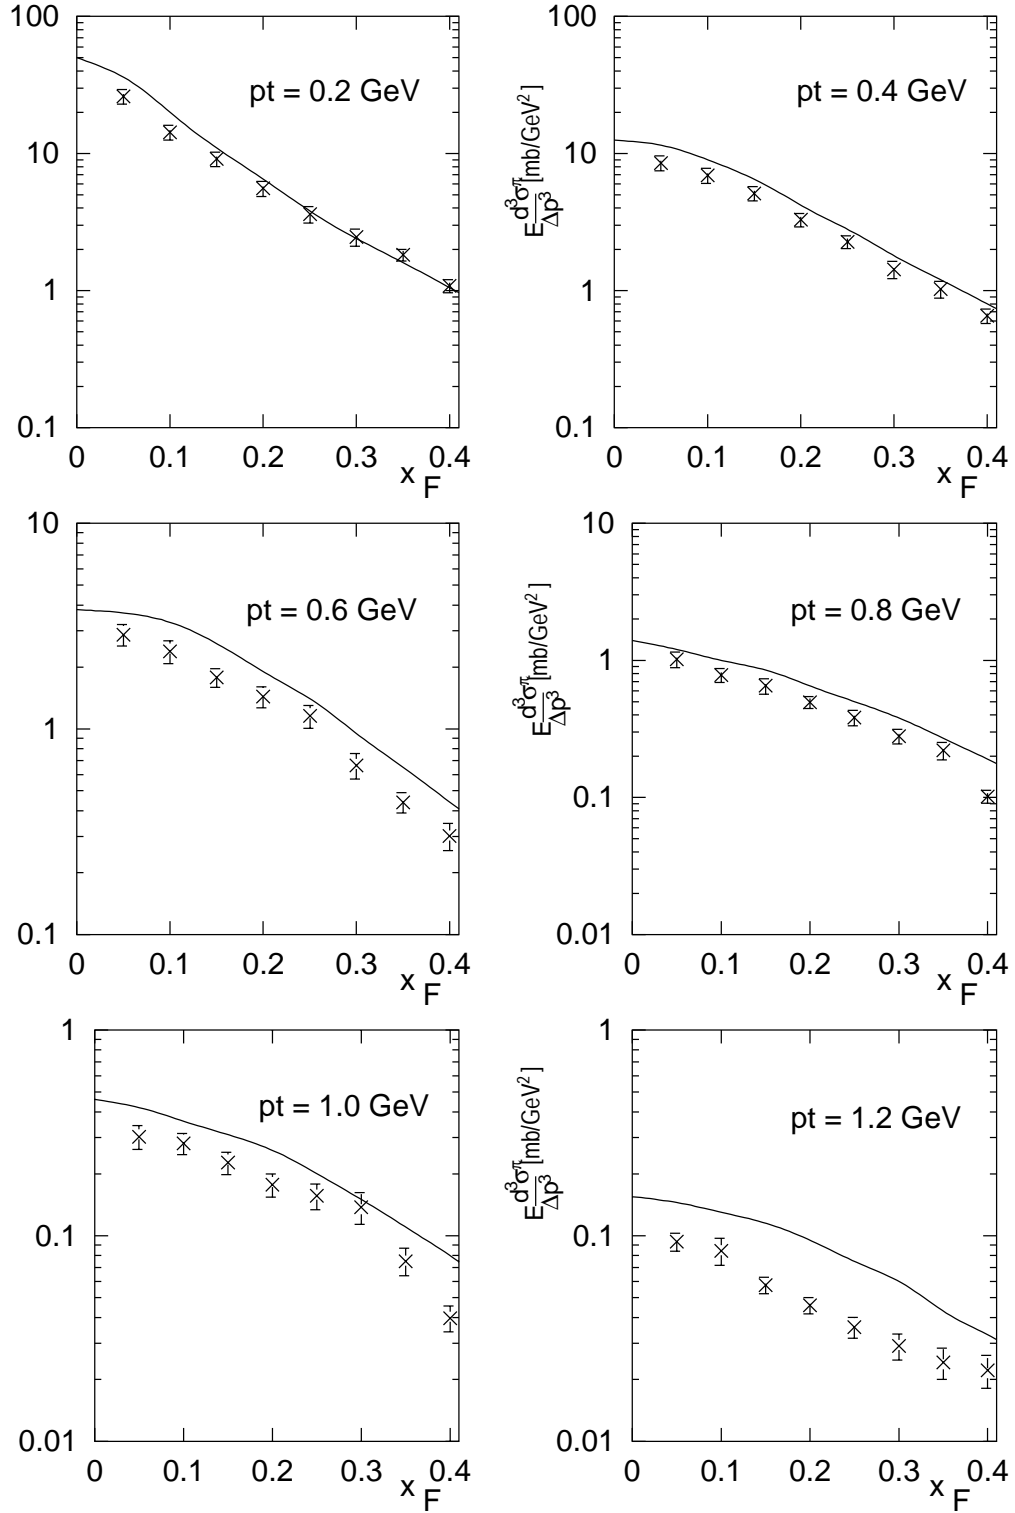 100
10
1
0.1
pt = 0.2 GeV
0 0.1 0.2 0.3 0.4
x F
100
10
1
0.1
E d³σπ/Δp³ [mb/GeV²]
pt = 0.4 GeV
0 0.1 0.2 0.3 0.4
x F
10
1
0.1
pt = 0.6 GeV
0 0.1 0.2 0.3 0.4
x F
10
1
0.1
0.01
E d³σπ/Δp³ [mb/GeV²]
pt = 0.8 GeV
0 0.1 0.2 0.3 0.4
x F
1
0.1
0.01
pt = 1.0 GeV
0 0.1 0.2 0.3 0.4
x F
1
0.1
0.01
E d³σπ/Δp³ [mb/GeV²]
pt = 1.2 GeV
0 0.1 0.2 0.3 0.4
x F